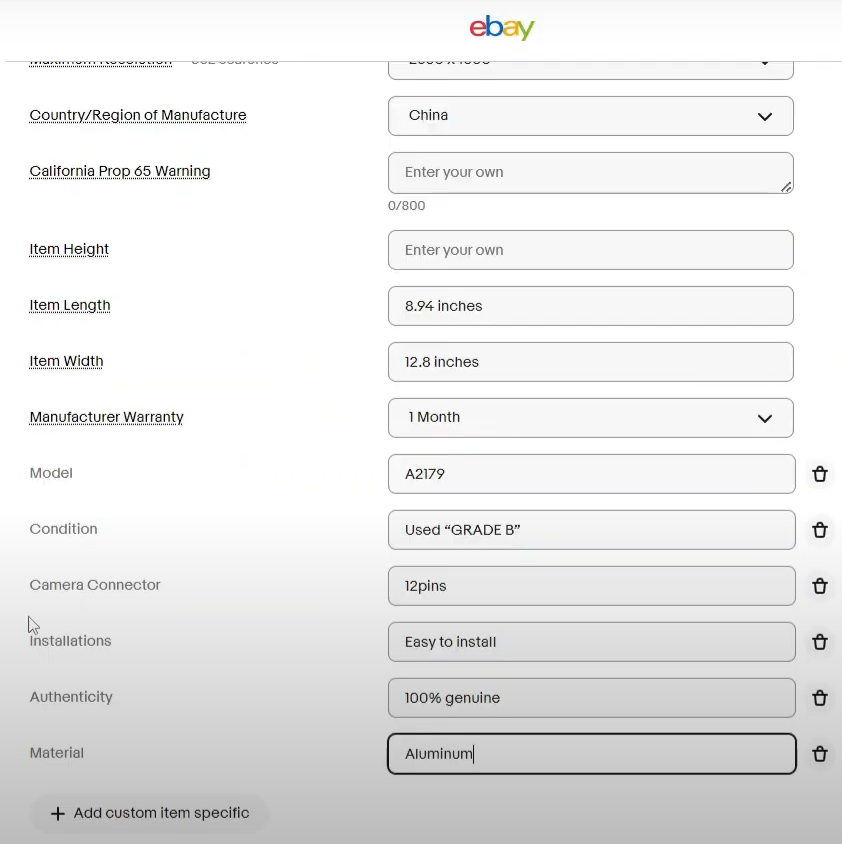 ebay
Maximum Resolution
Country/Region of Manufacture China
California Prop 65 Warning Enter your own
0/800
Item Height Enter your own
Item Length 8.94 inches
Item Width 12.8 inches
Manufacturer Warranty 1 Month
Model A2179
Condition Used “GRADE B”
Camera Connector 12pins
Installations Easy to install
Authenticity 100% genuine
Material Aluminum
+ Add custom item specific